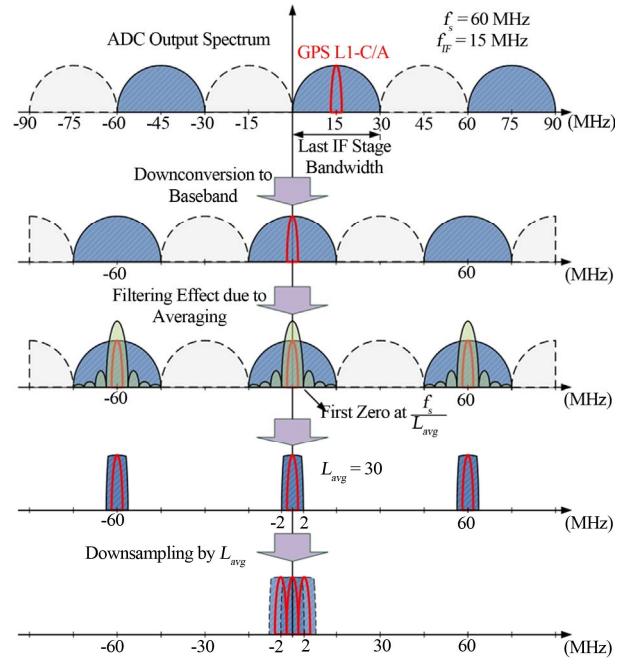 f_s = 60 MHz
ADC Output Spectrum
GPS L1-C/A
f_IF = 15 MHz
-90 -75 -60 -45 -30 -15 0 15 30 45 60 75 90 (MHz)
Last IF Stage
Bandwidth
Downconversion to
Baseband
-60 60 (MHz)
Filtering Effect due to
Averaging
-60 60 (MHz)
First Zero at f_s / L_avg
L_avg = 30
-60 -2 2 60 (MHz)
Downsampling by L_avg
-60 -30 -2 2 30 60 (MHz)